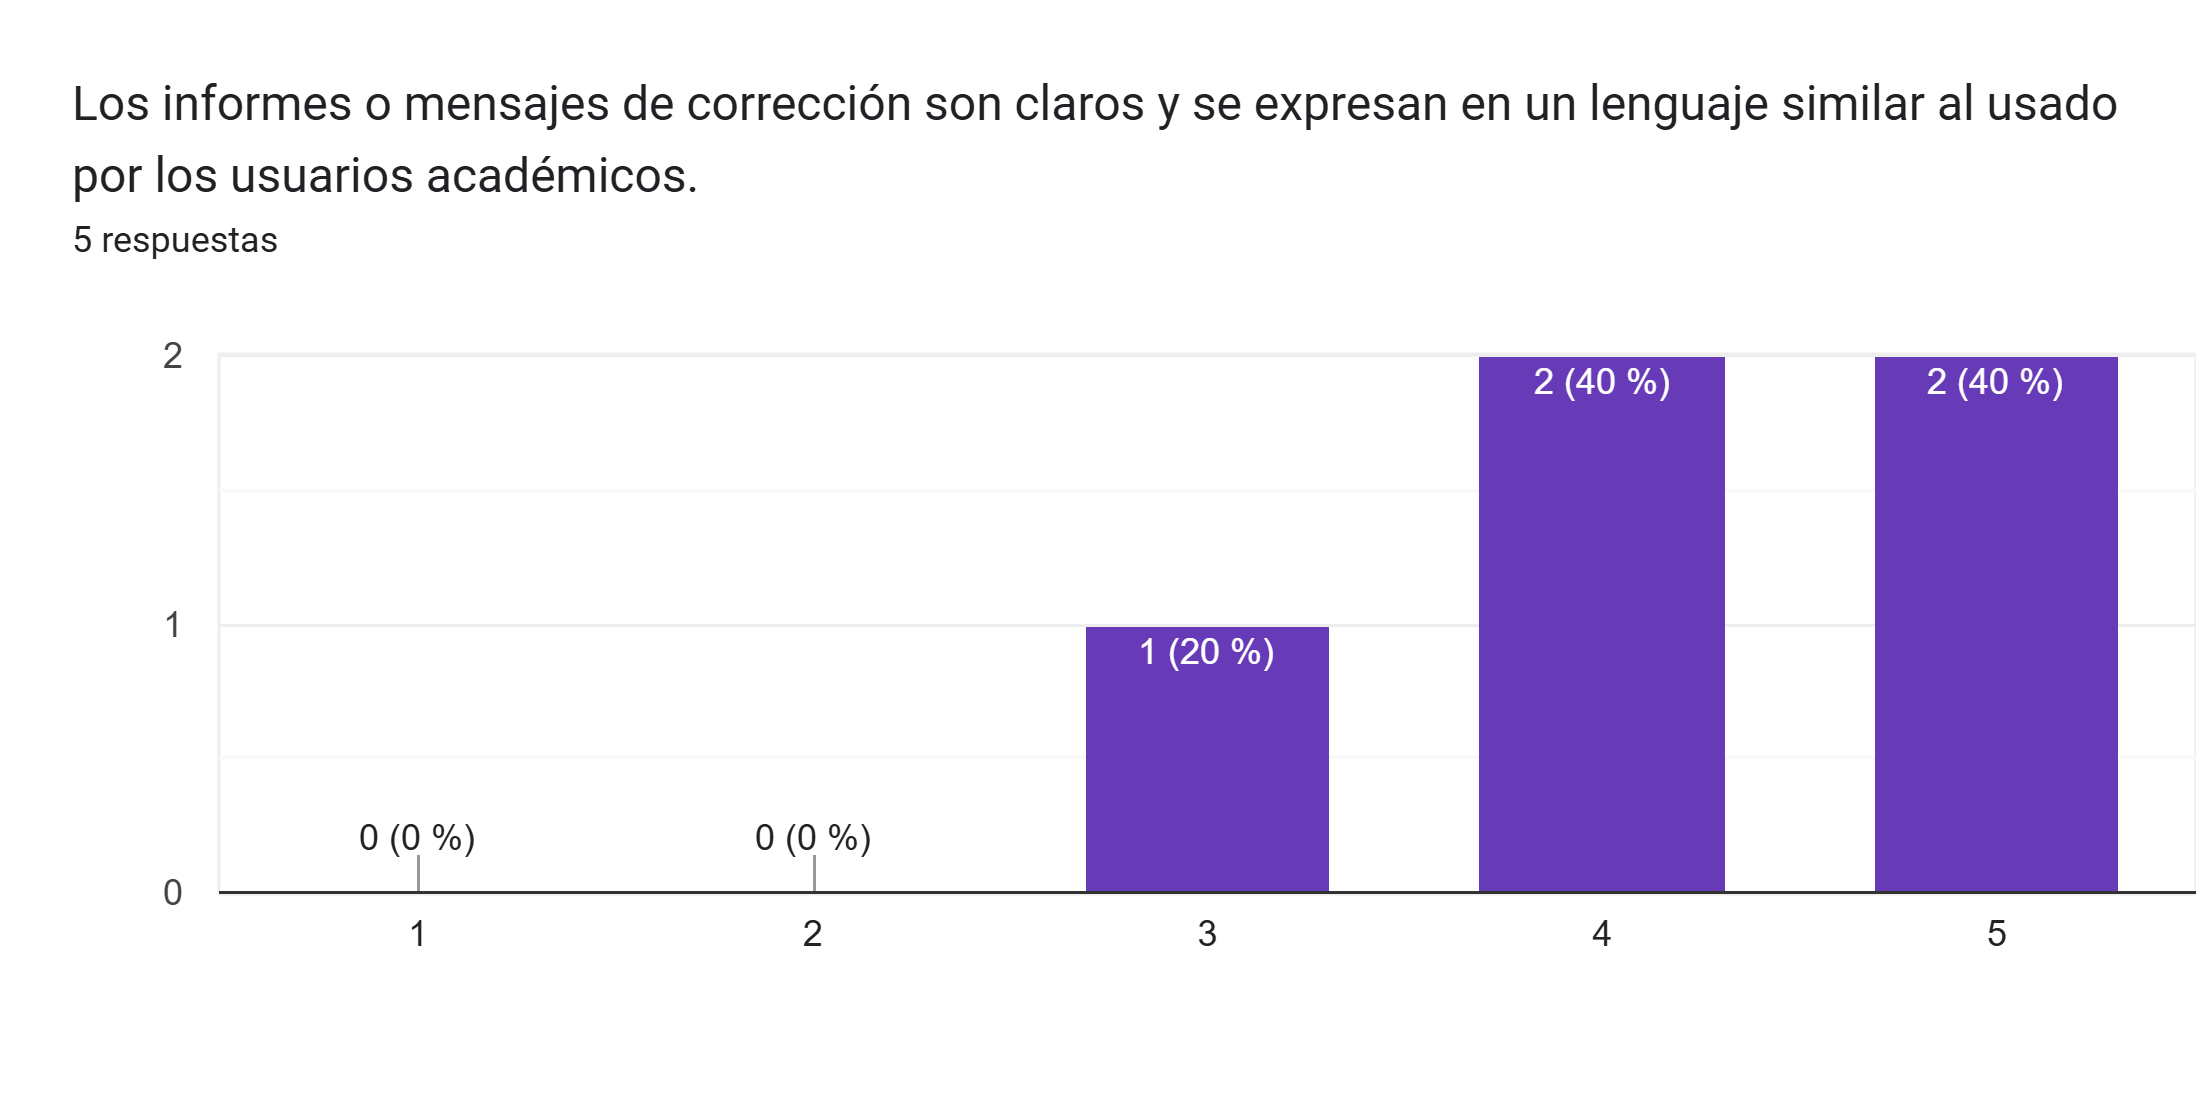 Los informes o mensajes de corrección son claros y se expresan en un lenguaje similar al usado
por los usuarios académicos.
5 respuestas
2
2 (40 %)
2 (40 %)
1
1 (20 %)
0 (0 %)
0 (0 %)
0
1
2
3
4
5